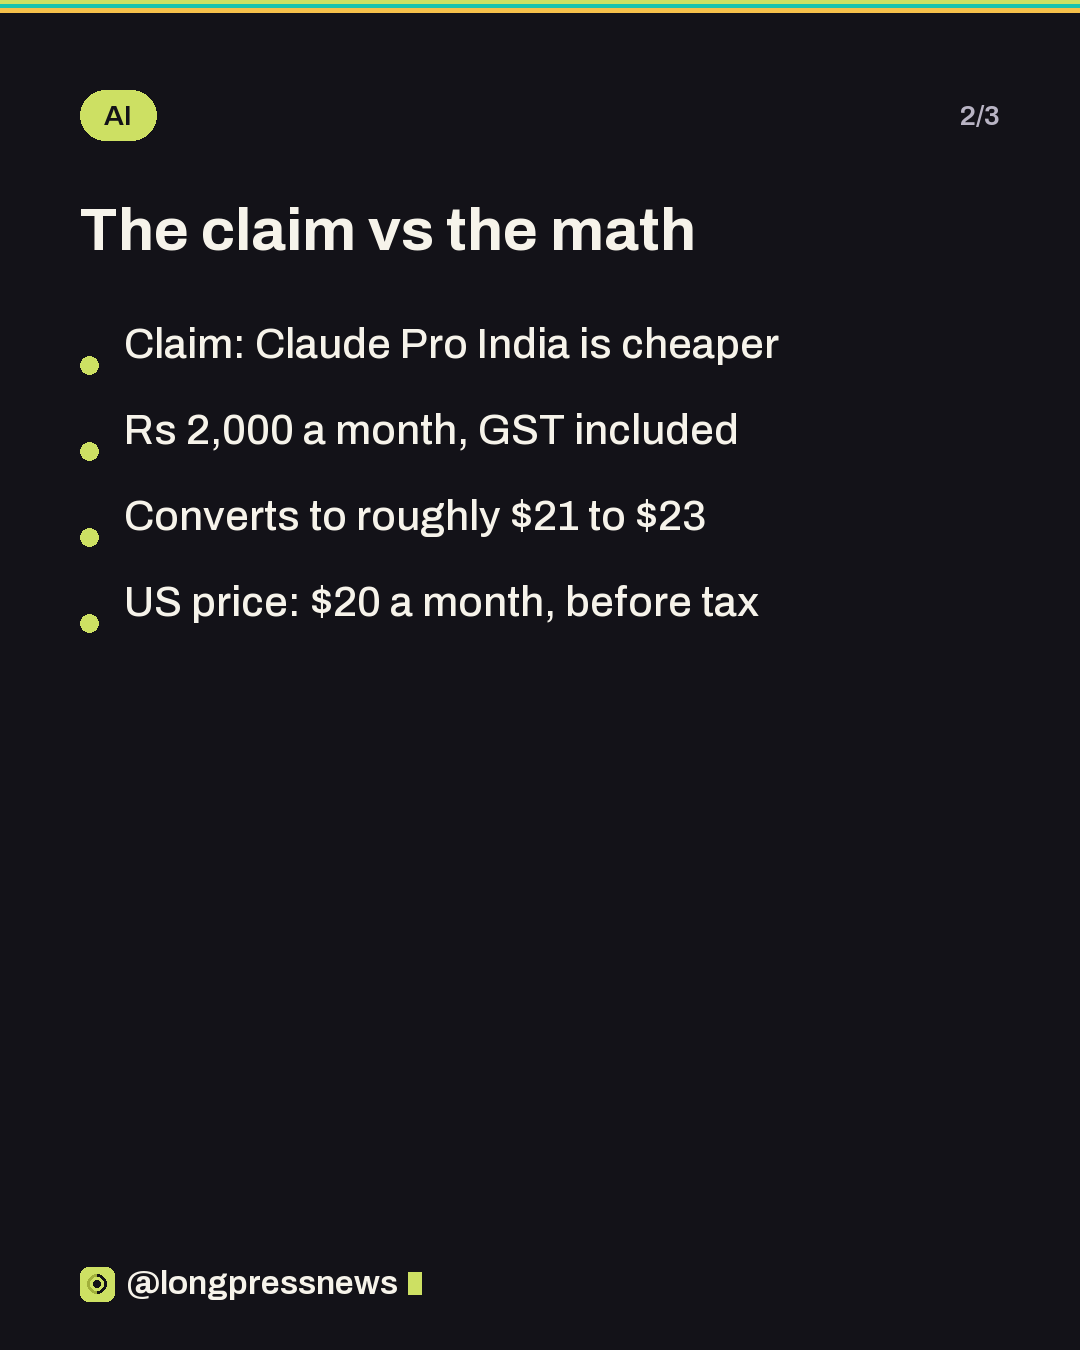 AI
2/3
The claim vs the math
Claim: Claude Pro India is cheaper
Rs 2,000 a month, GST included
Converts to roughly $21 to $23
US price: $20 a month, before tax
@longpressnews